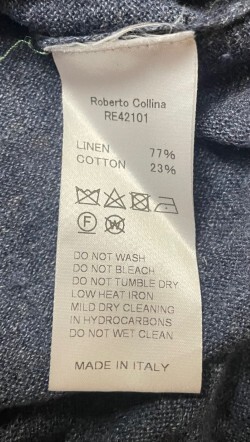 Roberto Collina
RE42101
LINEN 77%
COTTON 23%
F W
DO NOT WASH
DO NOT BLEACH
DO NOT TUMBLE DRY
LOW HEAT IRON
MILD DRY CLEANING
IN HYDROCARBONS
DO NOT WET CLEAN
MADE IN ITALY